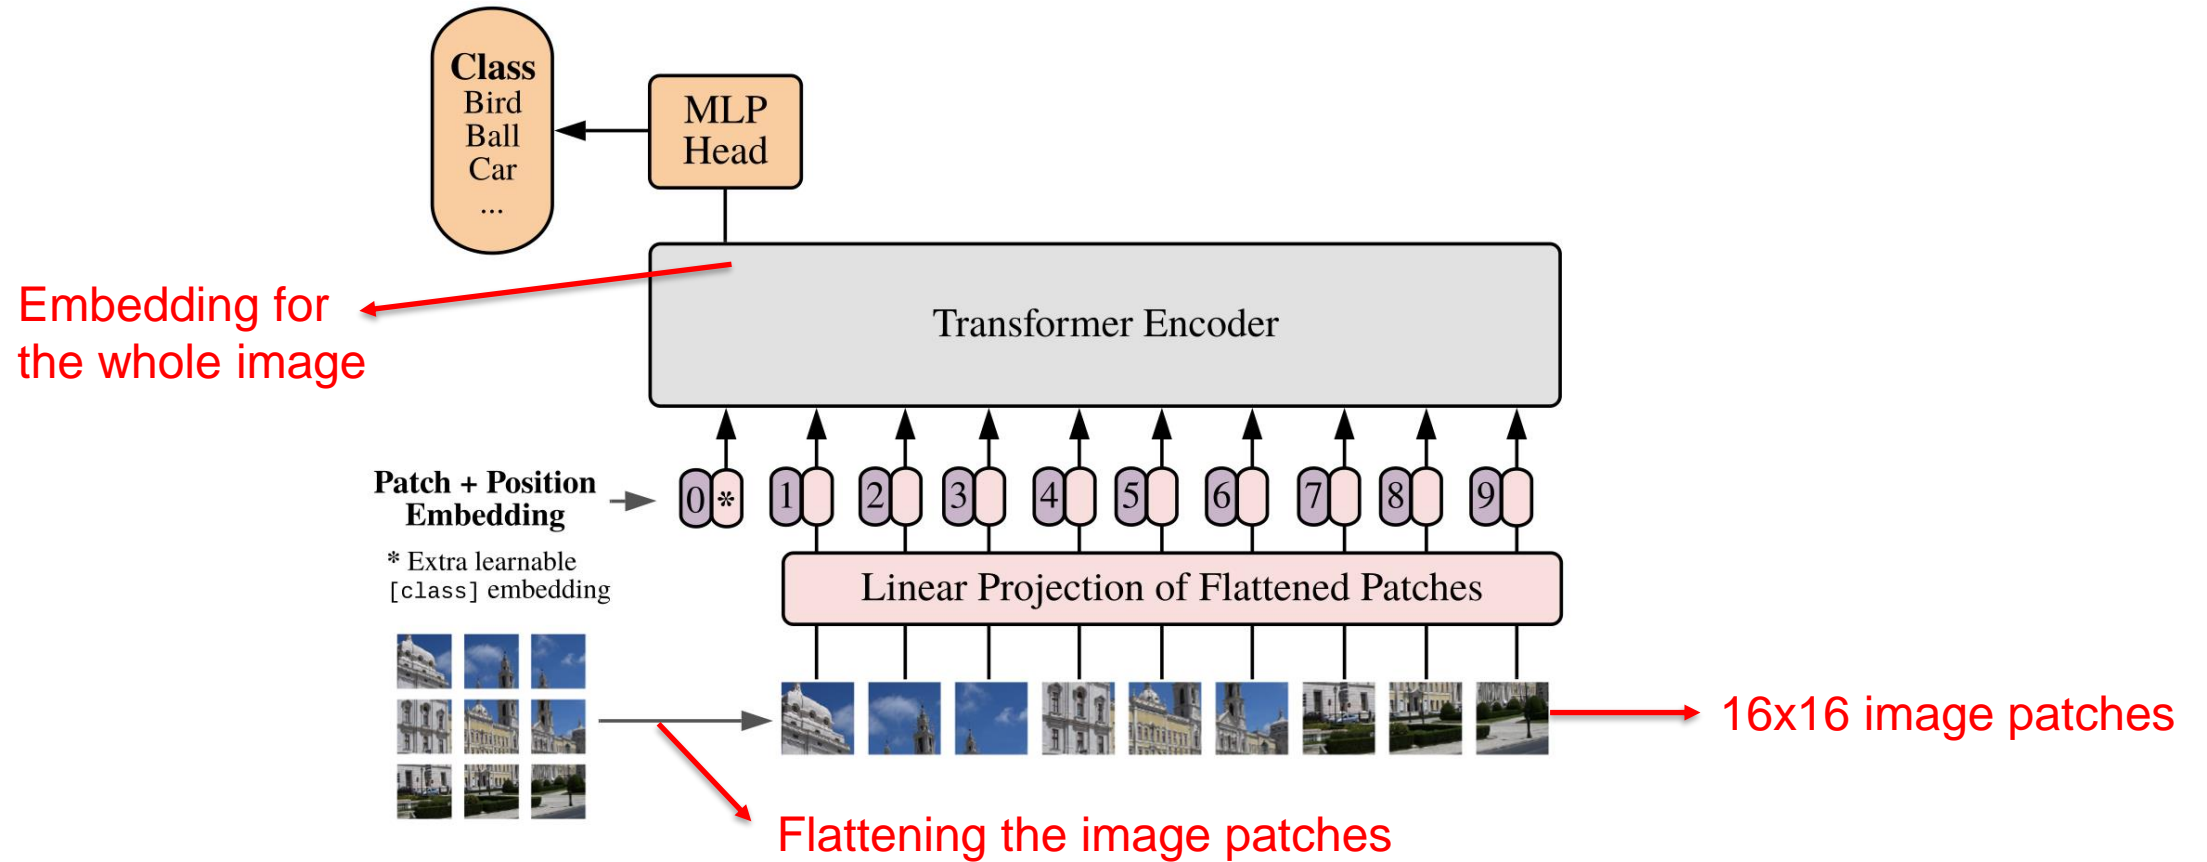 Class
Bird
Ball
Car
...
MLP
Head
Embedding for
the whole image
Transformer Encoder
Patch + Position
Embedding
0 * 1 2 3 4 5 6 7 8 9
* Extra learnable
[class] embedding
Linear Projection of Flattened Patches
16x16 image patches
Flattening the image patches